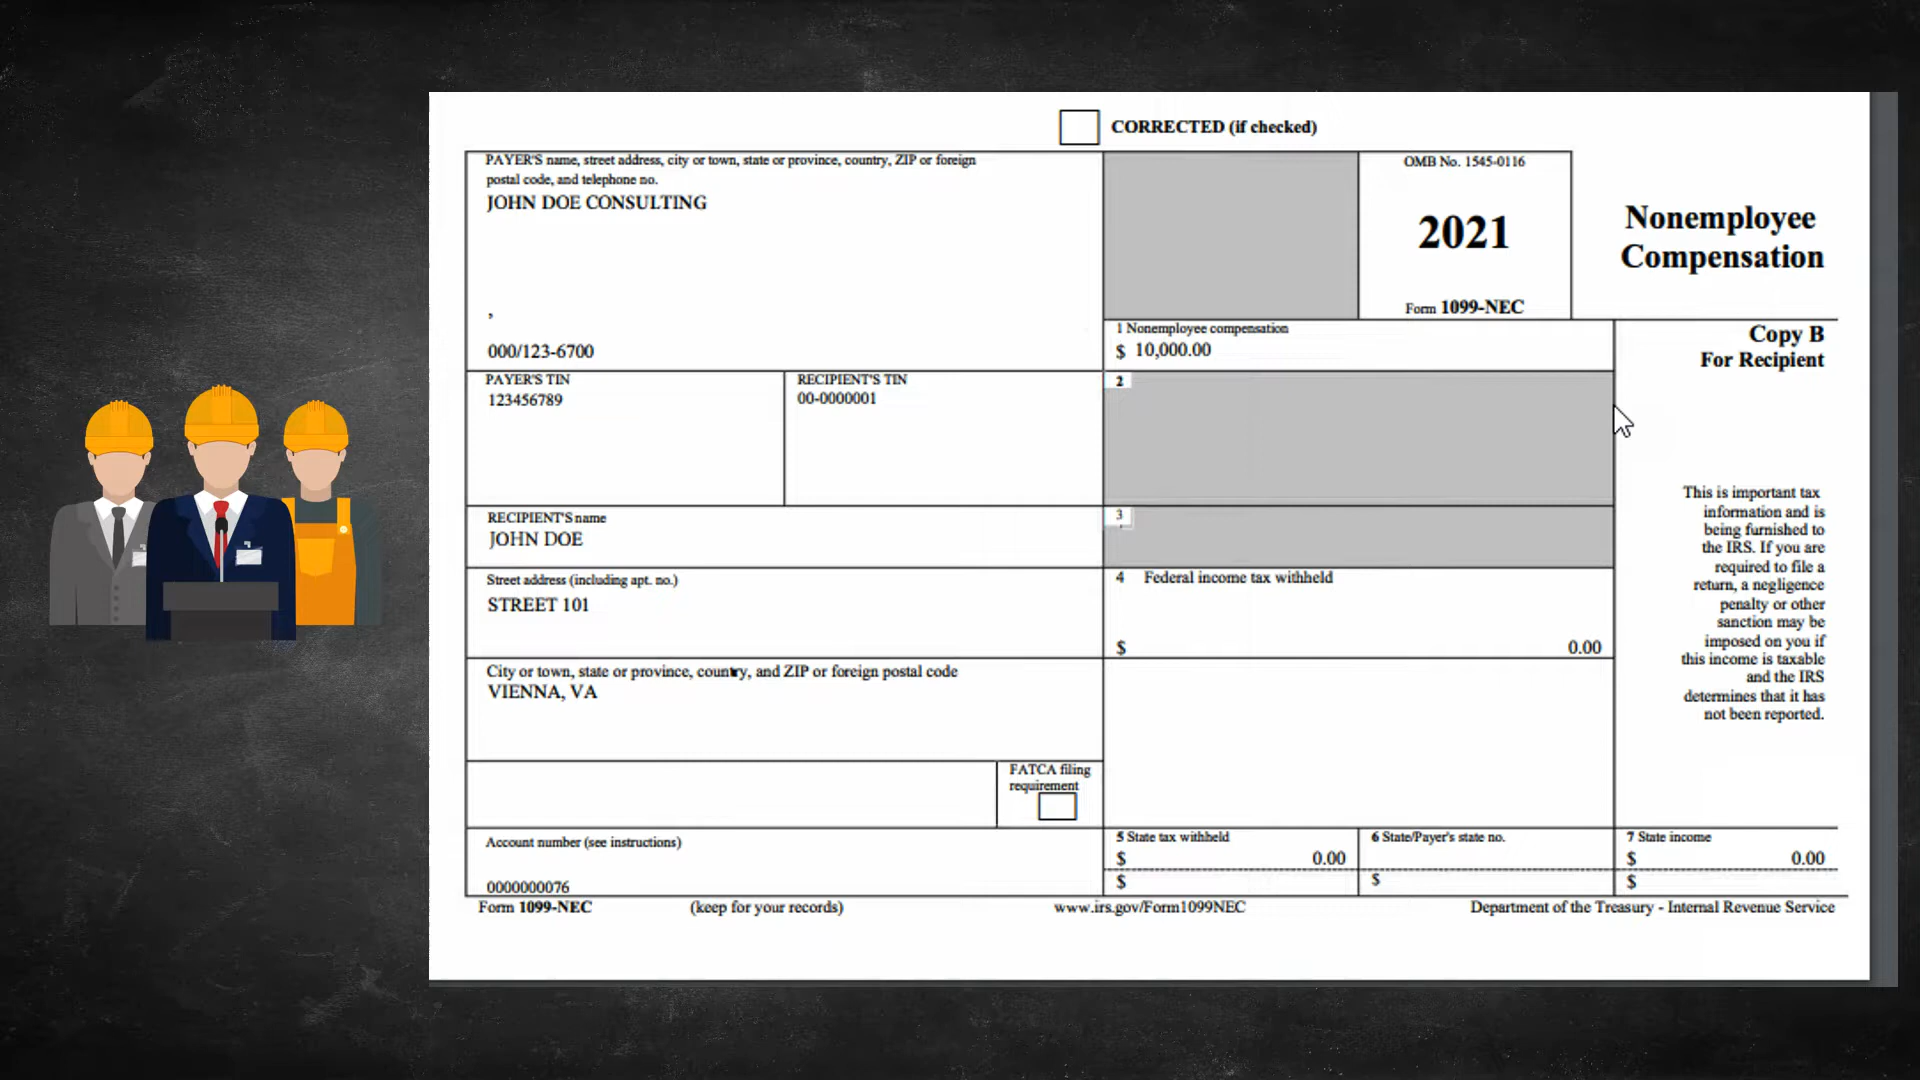 CORRECTED (if checked)
PAYER'S name, street address, city or town, state or province, country, ZIP or foreign
postal code, and telephone no.
JOHN DOE CONSULTING
,
000/123-6700
OMB No. 1545-0116
2021
Form 1099-NEC
Nonemployee
Compensation
1 Nonemployee compensation
$ 10,000.00
Copy B
For Recipient
PAYER'S TIN
123456789
RECIPIENT'S TIN
00-0000001
2
RECIPIENT'S name
JOHN DOE
3
Street address (including apt. no.)
STREET 101
4 Federal income tax withheld
$ 0.00
This is important tax
information and is
being furnished to
the IRS. If you are
required to file a
return, a negligence
penalty or other
sanction may be
imposed on you if
this income is taxable
and the IRS
determines that it has
not been reported.
City or town, state or province, country, and ZIP or foreign postal code
VIENNA, VA
FATCA filing
requirement
Account number (see instructions)
0000000076
5 State tax withheld
$ 0.00
$
6 State/Payer's state no.
$
7 State income
$ 0.00
$
Form 1099-NEC (keep for your records) www.irs.gov/Form1099NEC Department of the Treasury - Internal Revenue Service